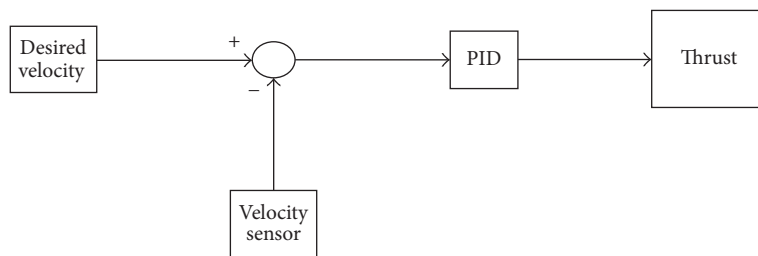 Desired
velocity
+
−
PID
Thrust
Velocity
sensor